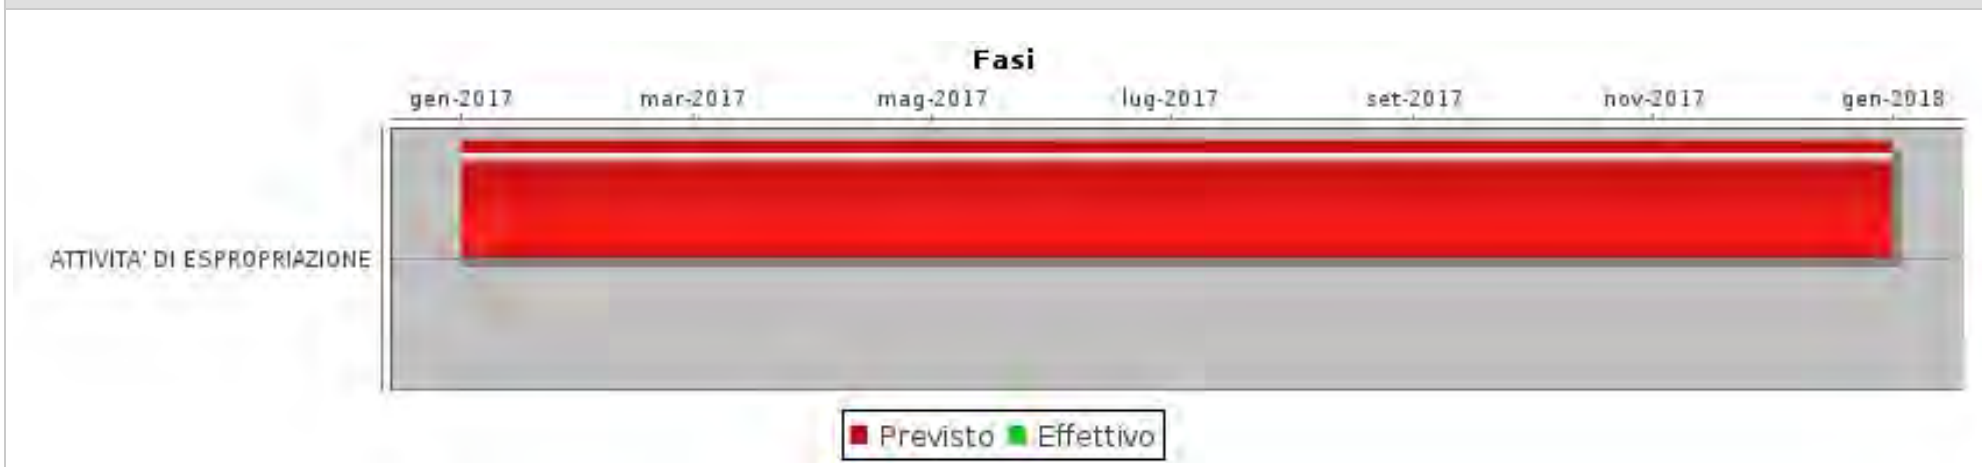 Fasi
gen-2017 mar-2017 mag-2017 lug-2017 set-2017 nov-2017 gen-2018
ATTIVITA' DI ESPROPRIAZIONE
Previsto Effettivo